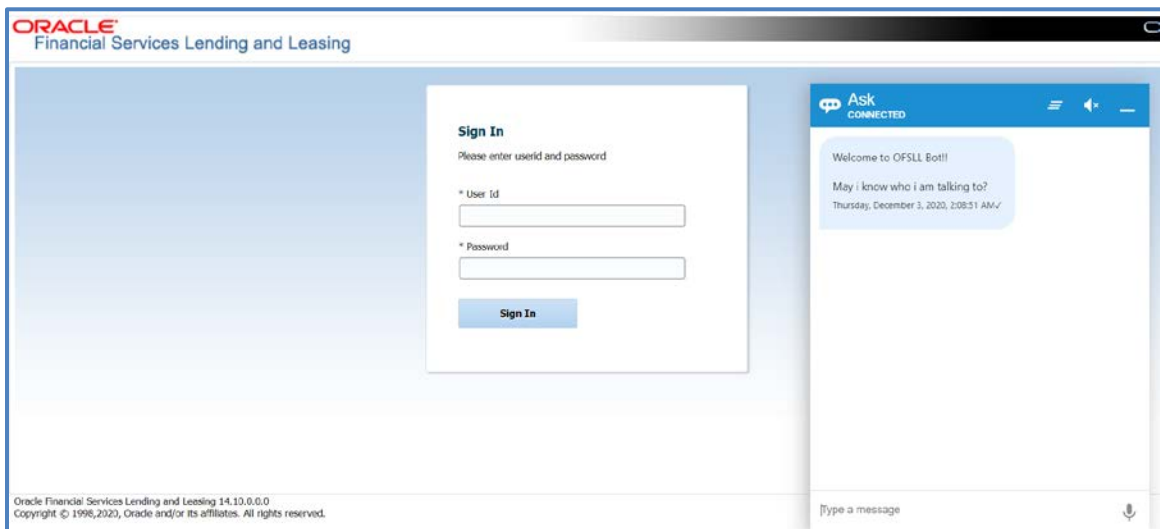 ORACLE
Financial Services Lending and Leasing
Sign In
Please enter userid and password
* User Id
* Password
Sign In
Ask
CONNECTED
Welcome to OFSLL Bot!!
May i know who i am talking to?
Thursday, December 3, 2020, 2:08:51 AM✓
Type a message
Oracle Financial Services Lending and Leasing 14.10.0.0.0
Copyright © 1998,2020, Oracle and/or its affiliates. All rights reserved.